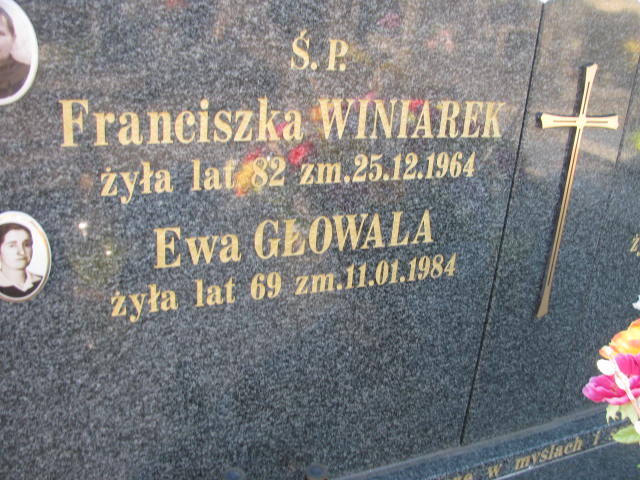 Ś. P.
Franciszka WINIAREK
żyła lat 82 zm.25.12.1964
Ewa GŁOWALA
żyła lat 69 zm.11.01.1984
w myślach i